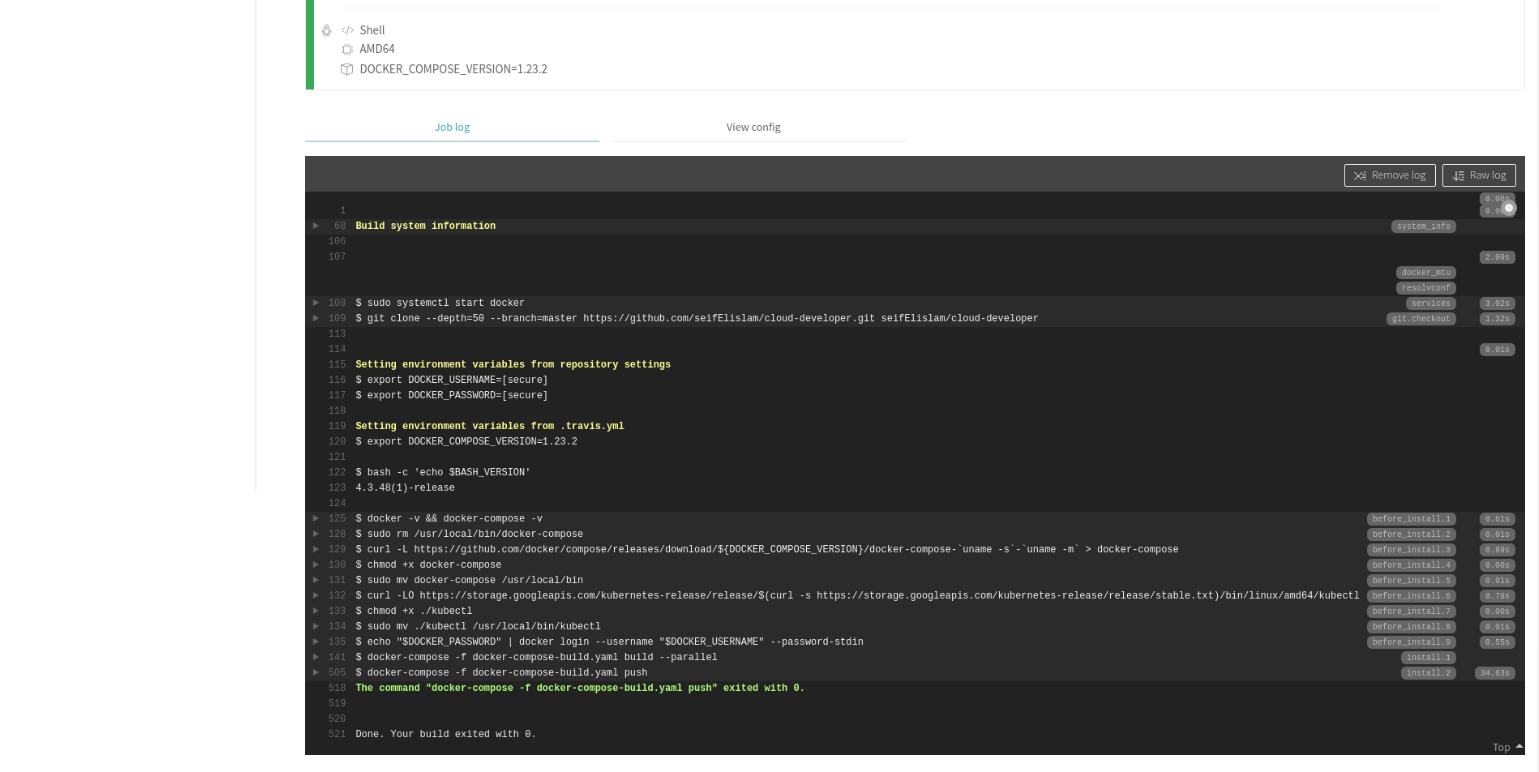 Shell
AMD64
DOCKER_COMPOSE_VERSION=1.23.2
Job log View config
Remove log Raw log
0.06s
1
68 Build system information system_info
106
107 2.09s
docker_mtu
resolvconf
108 $ sudo systemctl start docker services 3.02s
109 $ git clone --depth=50 --branch=master https://github.com/seifElislam/cloud-developer.git seifElislam/cloud-developer git.checkout 1.32s
113
114 0.01s
115 Setting environment variables from repository settings
116 $ export DOCKER_USERNAME=[secure]
117 $ export DOCKER_PASSWORD=[secure]
118
119 Setting environment variables from .travis.yml
120 $ export DOCKER_COMPOSE_VERSION=1.23.2
121
122 $ bash -c 'echo $BASH_VERSION'
123 4.3.48(1)-release
124
125 $ docker -v && docker-compose -v before_install.1 0.61s
128 $ sudo rm /usr/local/bin/docker-compose before_install.2 0.01s
129 $ curl -L https://github.com/docker/compose/releases/download/${DOCKER_COMPOSE_VERSION}/docker-compose-`uname -s`-`uname -m` > docker-compose before_install.3 0.89s
130 $ chmod +x docker-compose before_install.4 0.00s
131 $ sudo mv docker-compose /usr/local/bin before_install.5 0.01s
132 $ curl -LO https://storage.googleapis.com/kubernetes-release/release/$(curl -s https://storage.googleapis.com/kubernetes-release/release/stable.txt)/bin/linux/amd64/kubectl before_install.6 0.78s
133 $ chmod +x ./kubectl before_install.7 0.00s
134 $ sudo mv ./kubectl /usr/local/bin/kubectl before_install.8 0.01s
135 $ echo "$DOCKER_PASSWORD" | docker login --username "$DOCKER_USERNAME" --password-stdin before_install.9 0.55s
141 $ docker-compose -f docker-compose-build.yaml build --parallel install.1
505 $ docker-compose -f docker-compose-build.yaml push install.2 34.63s
518 The command "docker-compose -f docker-compose-build.yaml push" exited with 0.
519
520
521 Done. Your build exited with 0.
Top